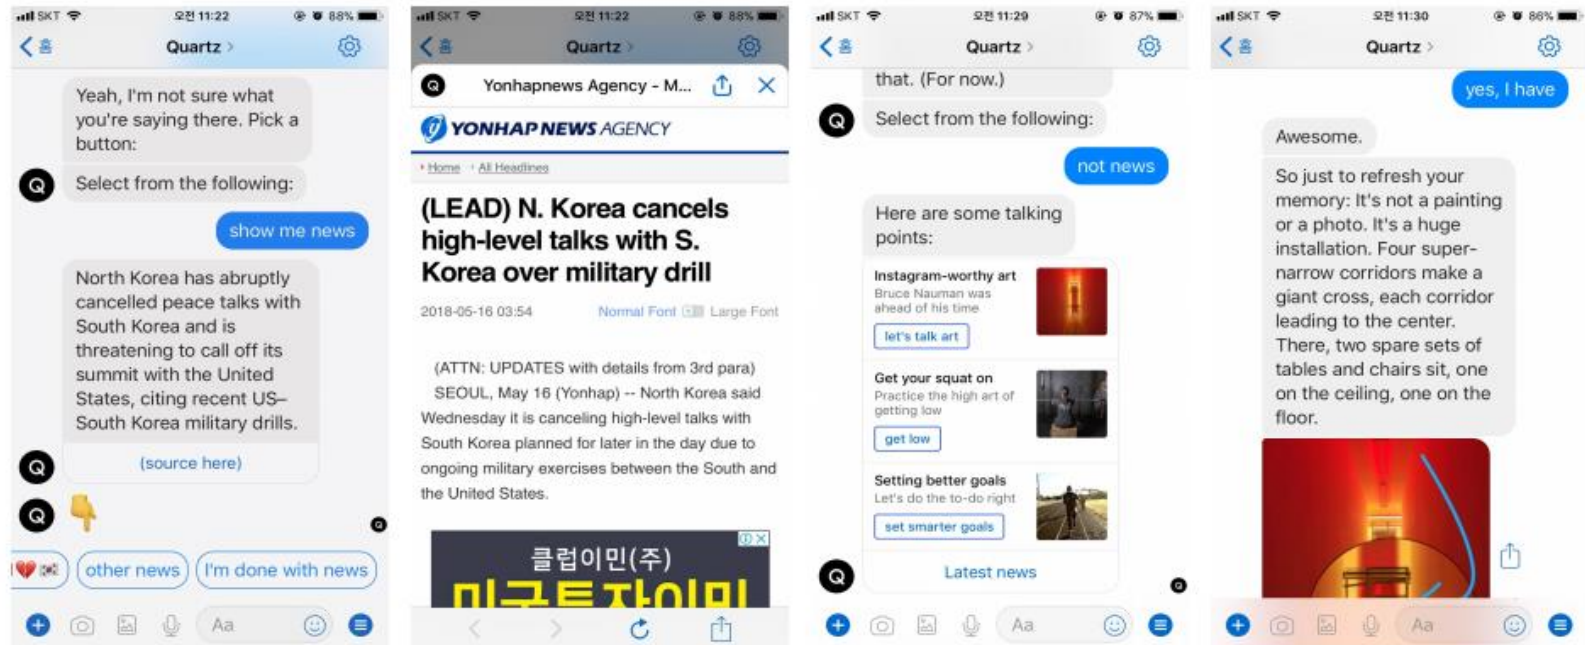 SKT 오전 11:22 88%
홈 Quartz >
Yeah, I'm not sure what
you're saying there. Pick a
button:
Select from the following:
show me news
North Korea has abruptly
cancelled peace talks with
South Korea and is
threatening to call off its
summit with the United
States, citing recent US–
South Korea military drills.
(source here)
other news
I'm done with news
Aa
SKT 오전 11:22 88%
홈 Quartz >
Yonhapnews Agency - M...
YONHAP NEWS AGENCY
Home All Headlines
(LEAD) N. Korea cancels
high-level talks with S.
Korea over military drill
2018-05-16 03:54 Normal Font Large Font
(ATTN: UPDATES with details from 3rd para)
SEOUL, May 16 (Yonhap) -- North Korea said
Wednesday it is canceling high-level talks with
South Korea planned for later in the day due to
ongoing military exercises between the South and
the United States.
클럽이민(주)
미국투자이민
SKT 오전 11:29 87%
홈 Quartz >
that. (For now.)
Select from the following:
not news
Here are some talking
points:
Instagram-worthy art
Bruce Nauman was
ahead of his time
let's talk art
Get your squat on
Practice the high art of
getting low
get low
Setting better goals
Let's do the to-do right
set smarter goals
Latest news
Aa
SKT 오전 11:30 86%
홈 Quartz >
yes, I have
Awesome.
So just to refresh your
memory: It's not a painting
or a photo. It's a huge
installation. Four super-
narrow corridors make a
giant cross, each corridor
leading to the center.
There, two spare sets of
tables and chairs sit, one
on the ceiling, one on the
floor.
Aa